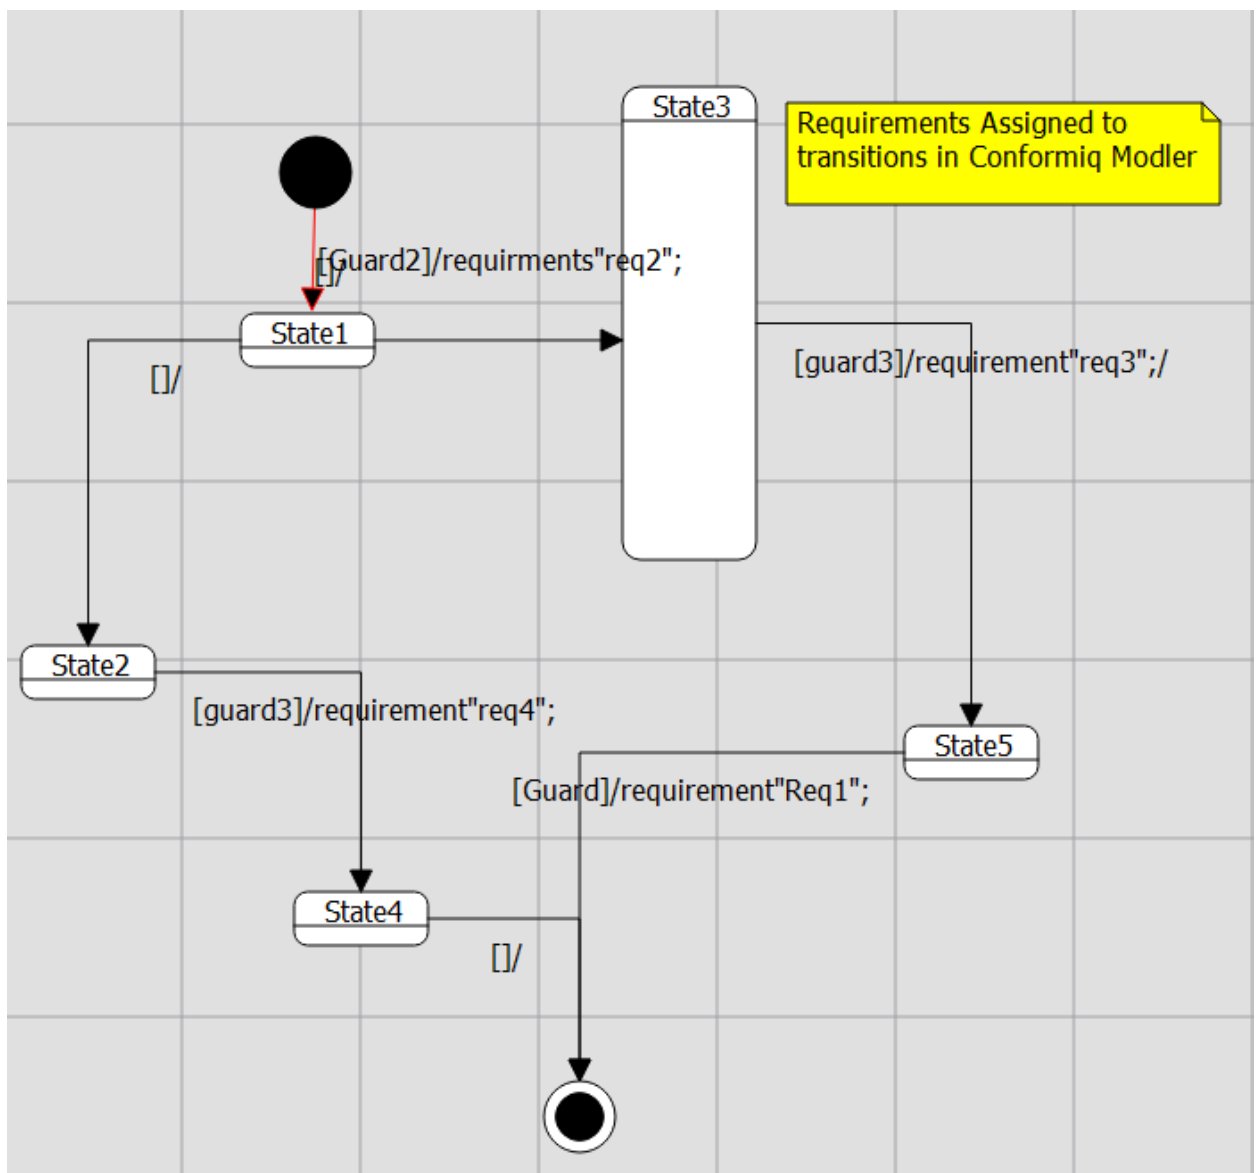 State3
Requirements Assigned to
transitions in Conformiq Modler
[Guard2]/requirments"req2";
[]/
State1
[]/
[guard3]/requirement"req3";/
State2
[guard3]/requirement"req4";
State5
[Guard]/requirement"Req1";
State4
[]/